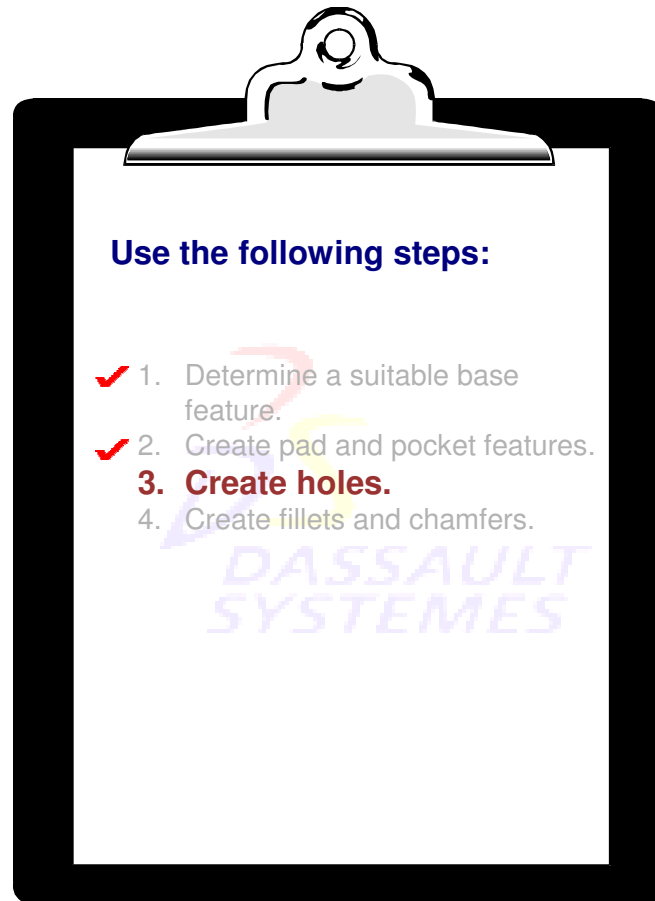 Use the following steps:
1. Determine a suitable base
feature.
2. Create pad and pocket features.
3. Create holes.
4. Create fillets and chamfers.
DASSAULT
SYSTEMES